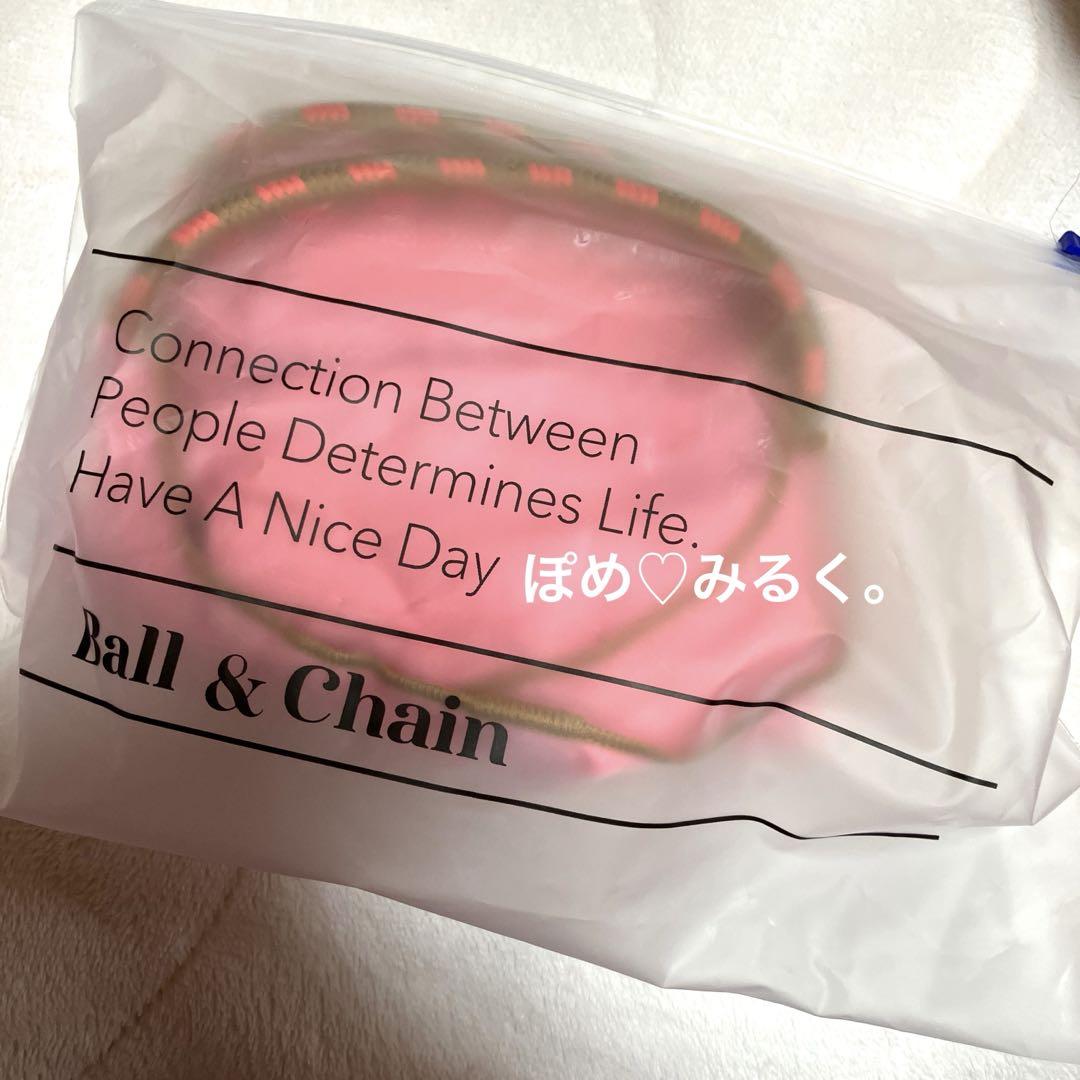 Connection Between
People Determines Life.
Have A Nice Day
ぽめ♡みるく。
Ball & Chain